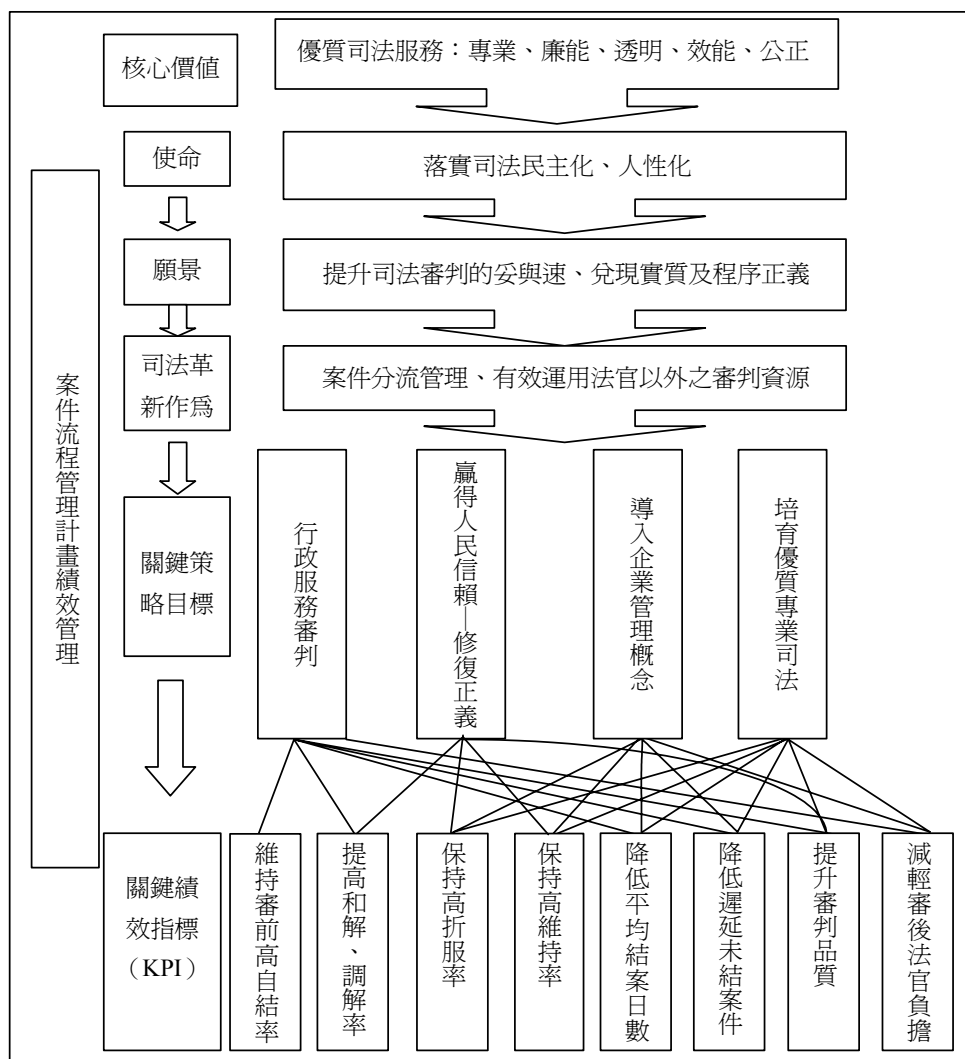 核心價值
優質司法服務：專業、廉能、透明、效能、公正
使命
落實司法民主化、人性化
願景
提升司法審判的妥與速、兌現實質及程序正義
司法革
新作為
案件分流管理、有效運用法官以外之審判資源
案件流程管理計畫績效管理
關鍵策
略目標
行政服務審判
贏得人民信賴—修復正義
導入企業管理概念
培育優質專業司法
關鍵績
效指標
（KPI）
維持審前高自結率
提高和解、調解率
保持高折服率
保持高維持率
降低平均結案日數
降低遲延未結案件
提升審判品質
減輕審後法官負擔